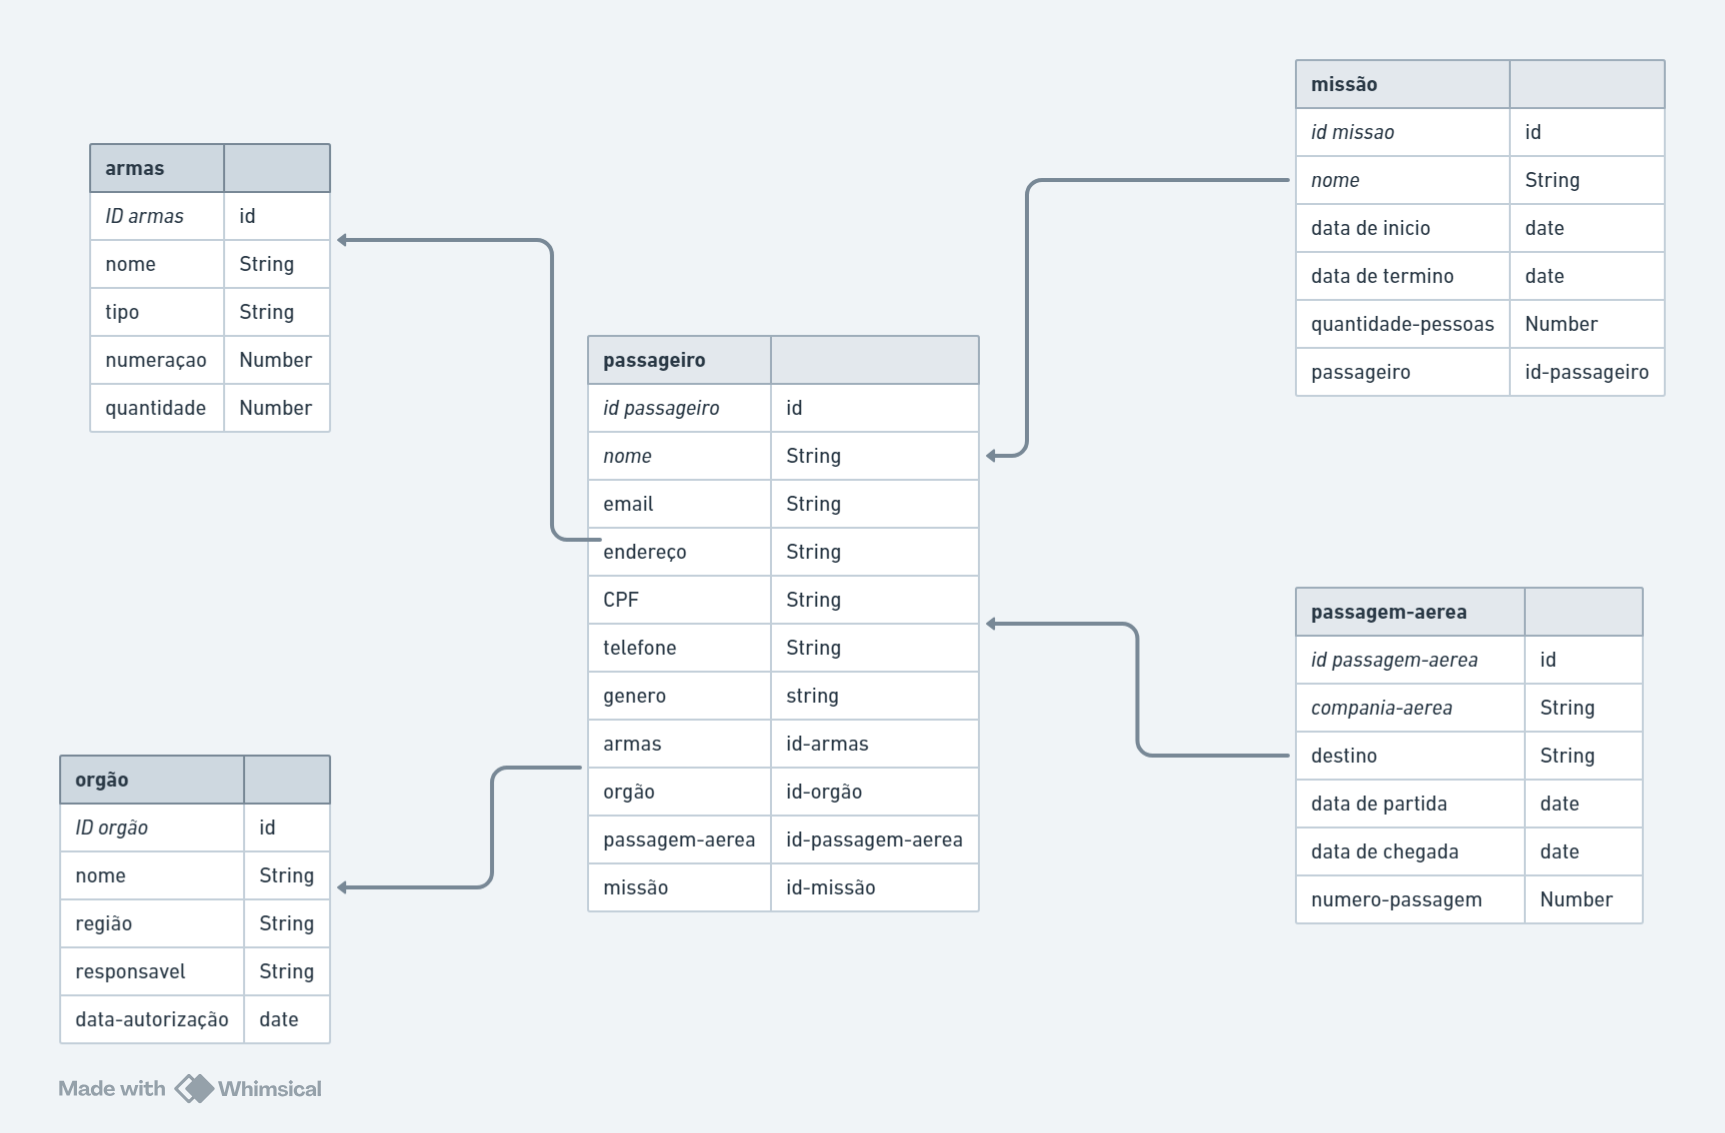 armas
ID armas id
nome String
tipo String
numeraçao Number
quantidade Number
missão
id missao id
nome String
data de inicio date
data de termino date
quantidade-pessoas Number
passageiro id-passageiro
passageiro
id passageiro id
nome String
email String
endereço String
CPF String
telefone String
genero string
armas id-armas
orgão id-orgão
passagem-aerea id-passagem-aerea
missão id-missão
orgão
ID orgão id
nome String
região String
responsavel String
data-autorização date
passagem-aerea
id passagem-aerea id
compania-aerea String
destino String
data de partida date
data de chegada date
numero-passagem Number
Made with Whimsical